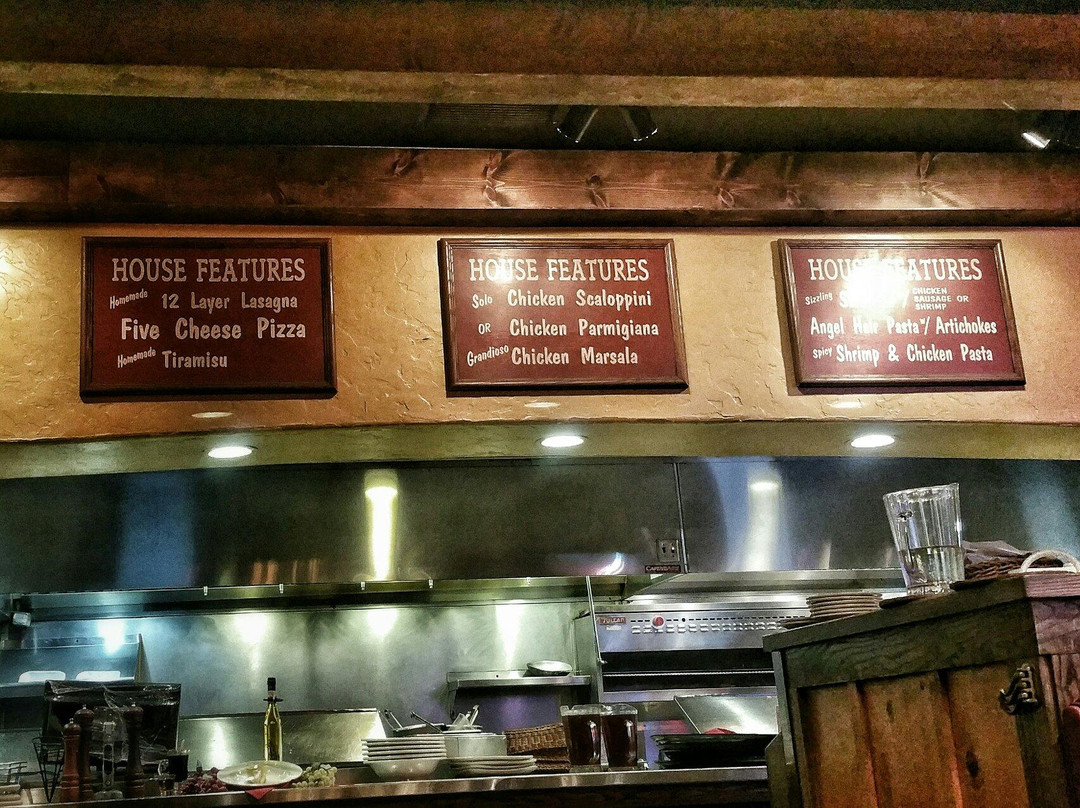 HOUSE FEATURES
Homemade 12 Layer Lasagna
Five Cheese Pizza
Homemade Tiramisu
HOUSE FEATURES
Solo Chicken Scaloppini
OR Chicken Parmigiana
Grandioso Chicken Marsala
HOUSE FEATURES
Sizzling CHICKEN
SAUSAGE OR
SHRIMP
Angel Hair Pasta w/ Artichokes
Spicy Shrimp & Chicken Pasta
VULCAN